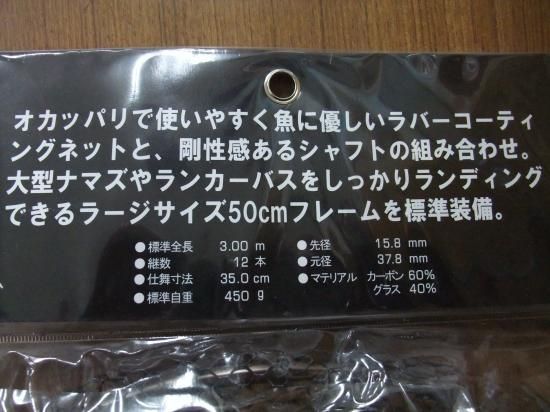 オカッパリで使いやすく魚に優しいラバーコーティ
ングネットと、剛性感あるシャフトの組み合わせ。
大型ナマズやランカーバスをしっかりランディング
できるラージサイズ50cmフレームを標準装備。
●標準全長 3.00 m
●継数 12 本
●仕舞寸法 35.0 cm
●標準自重 450 g
●先径 15.8 mm
●元径 37.8 mm
●マテリアル カーボン 60%
グラス 40%